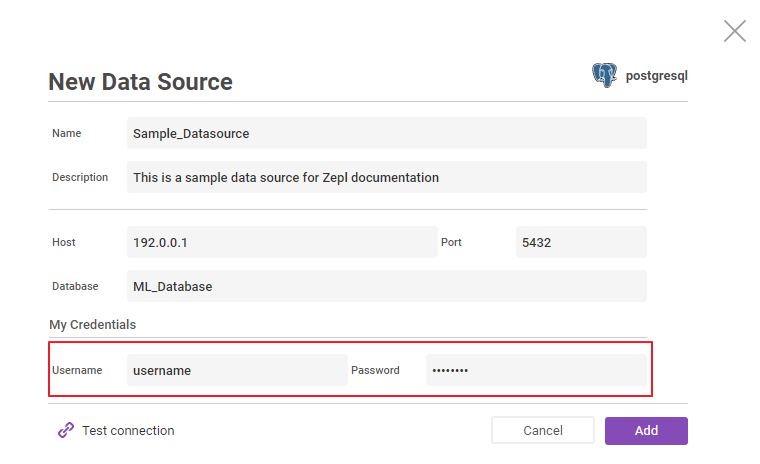 New Data Source
postgresql
Name Sample_Datasource
Description This is a sample data source for Zepl documentation
Host 192.0.0.1 Port 5432
Database ML_Database
My Credentials
Username username Password ••••••••
Test connection Cancel Add